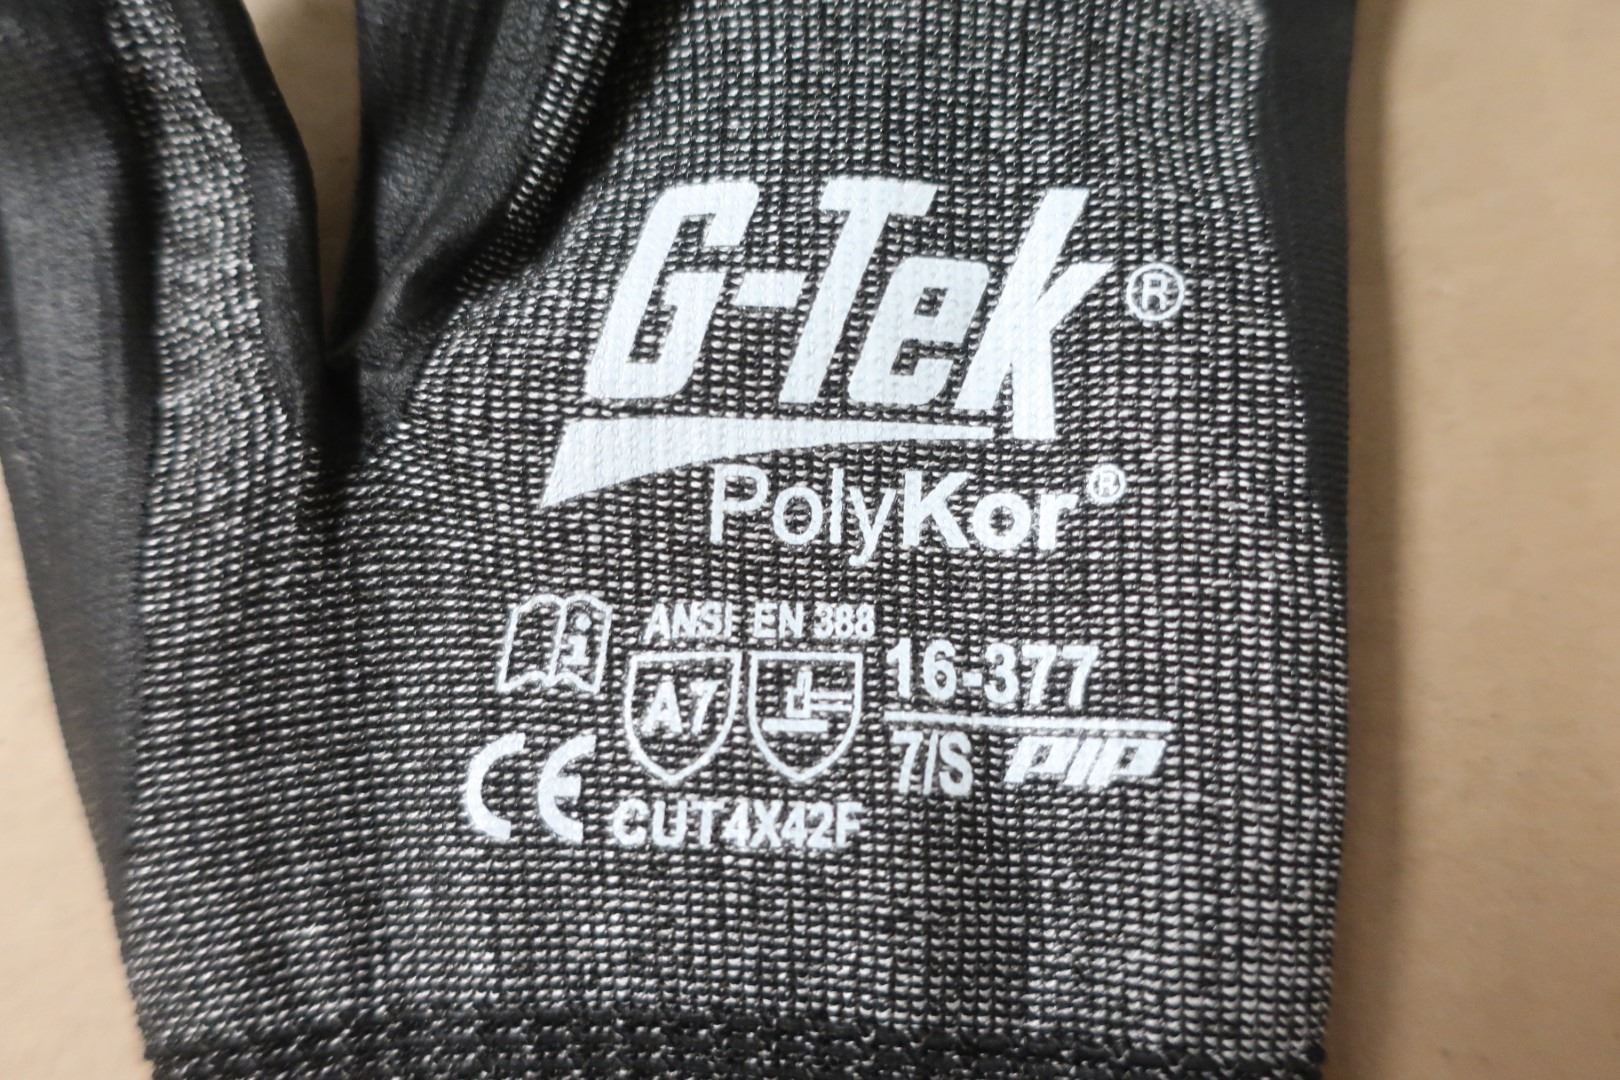 G-Tek®
PolyKor®
ANSI EN 388
A7
16-377
7/S PIP
CE
CUT4X42F